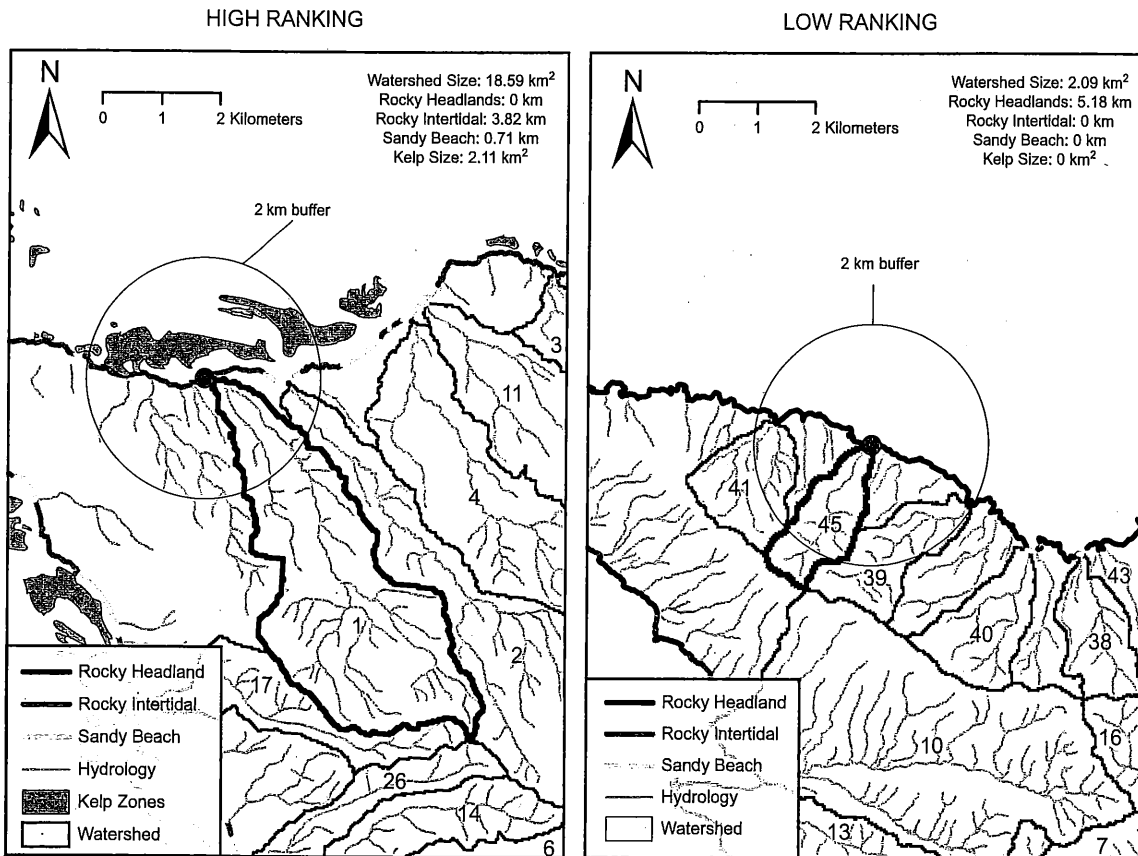 HIGH RANKING
N
0 1 2 Kilometers
Watershed Size: 18.59 km²
Rocky Headlands: 0 km
Rocky Intertidal: 3.82 km
Sandy Beach: 0.71 km
Kelp Size: 2.11 km²
2 km buffer
3
11
4
1
2
17
26
14
6
Rocky Headland
Rocky Intertidal
Sandy Beach
Hydrology
Kelp Zones
Watershed
LOW RANKING
N
0 1 2 Kilometers
Watershed Size: 2.09 km²
Rocky Headlands: 5.18 km
Rocky Intertidal: 0 km
Sandy Beach: 0 km
Kelp Size: 0 km²
2 km buffer
41
45
39
43
40
38
10
16
13
7
Rocky Headland
Rocky Intertidal
Sandy Beach
Hydrology
Watershed